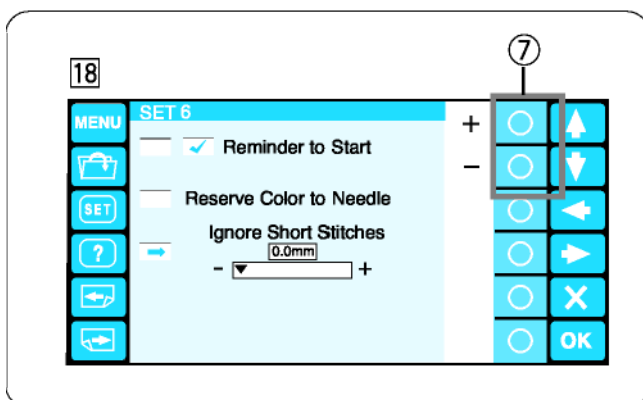 ⑦
18
MENU
SET 6
+
Reminder to Start
−
SET
Reserve Color to Needle
?
Ignore Short Stitches
0.0mm
- +
X
OK